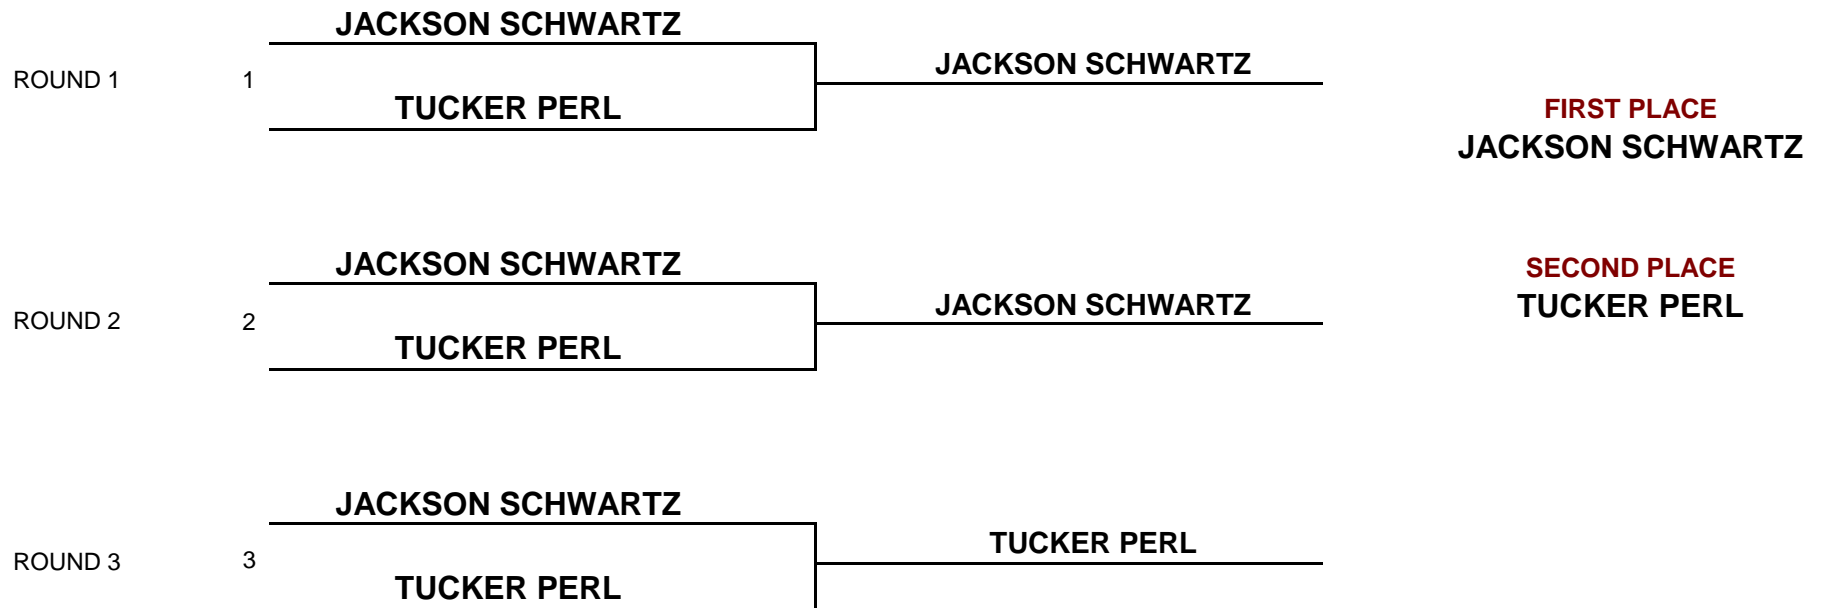 JACKSON SCHWARTZ
ROUND 1
1
JACKSON SCHWARTZ
TUCKER PERL
FIRST PLACE
JACKSON SCHWARTZ
JACKSON SCHWARTZ
SECOND PLACE
ROUND 2
2
JACKSON SCHWARTZ
TUCKER PERL
TUCKER PERL
JACKSON SCHWARTZ
ROUND 3
3
TUCKER PERL
TUCKER PERL